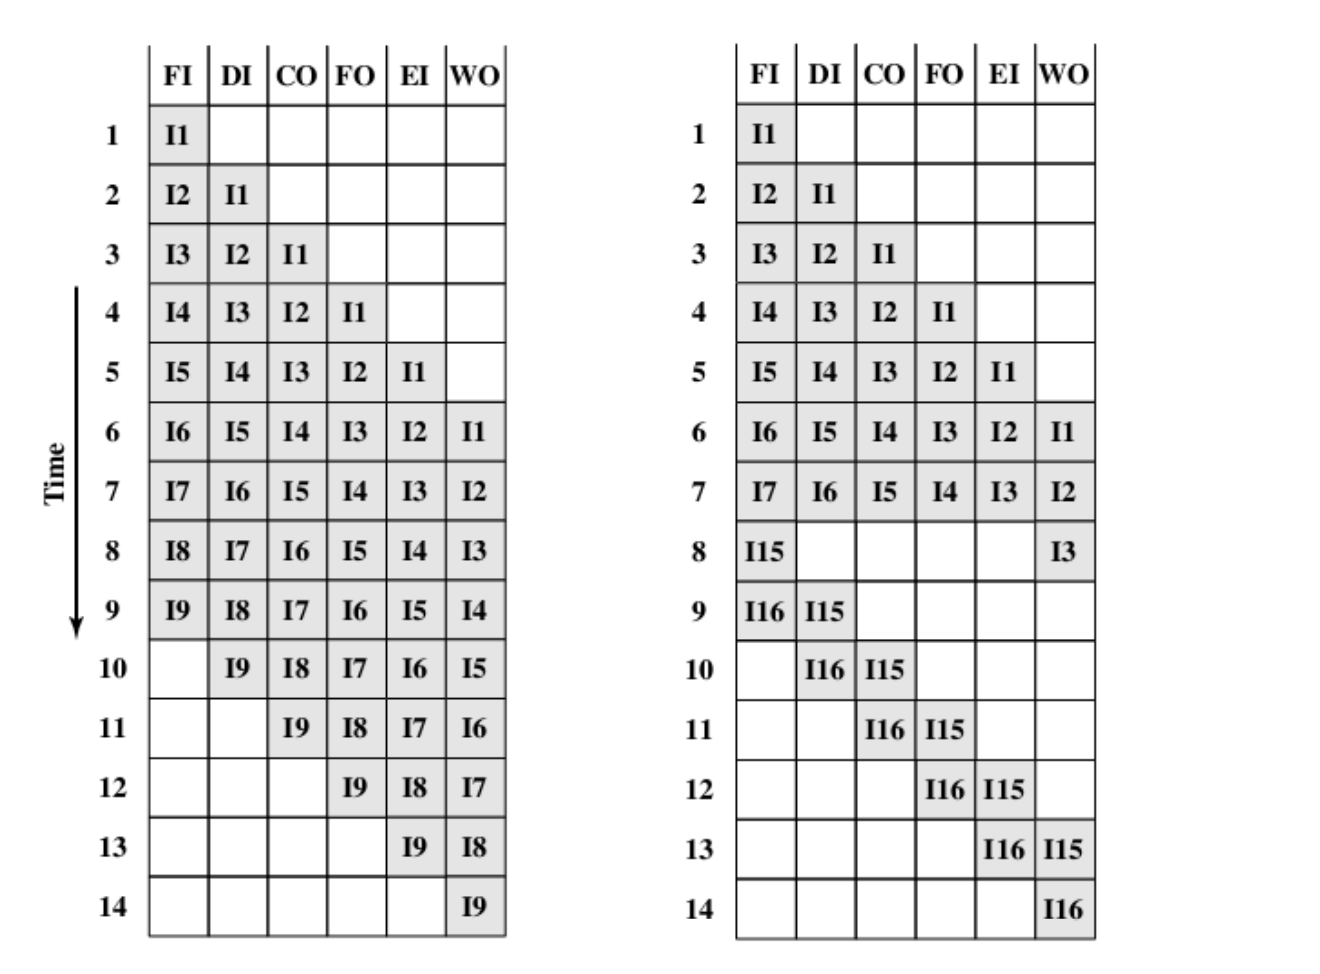 FI DI CO FO EI WO
1 I1
2 I2 I1
3 I3 I2 I1
4 I4 I3 I2 I1
5 I5 I4 I3 I2 I1
6 I6 I5 I4 I3 I2 I1
7 I7 I6 I5 I4 I3 I2
8 I8 I7 I6 I5 I4 I3
9 I9 I8 I7 I6 I5 I4
10 I9 I8 I7 I6 I5
11 I9 I8 I7 I6
12 I9 I8 I7
13 I9 I8
14 I9
Time
FI DI CO FO EI WO
1 I1
2 I2 I1
3 I3 I2 I1
4 I4 I3 I2 I1
5 I5 I4 I3 I2 I1
6 I6 I5 I4 I3 I2 I1
7 I7 I6 I5 I4 I3 I2
8 I15 I3
9 I16 I15
10 I16 I15
11 I16 I15
12 I16 I15
13 I16 I15
14 I16